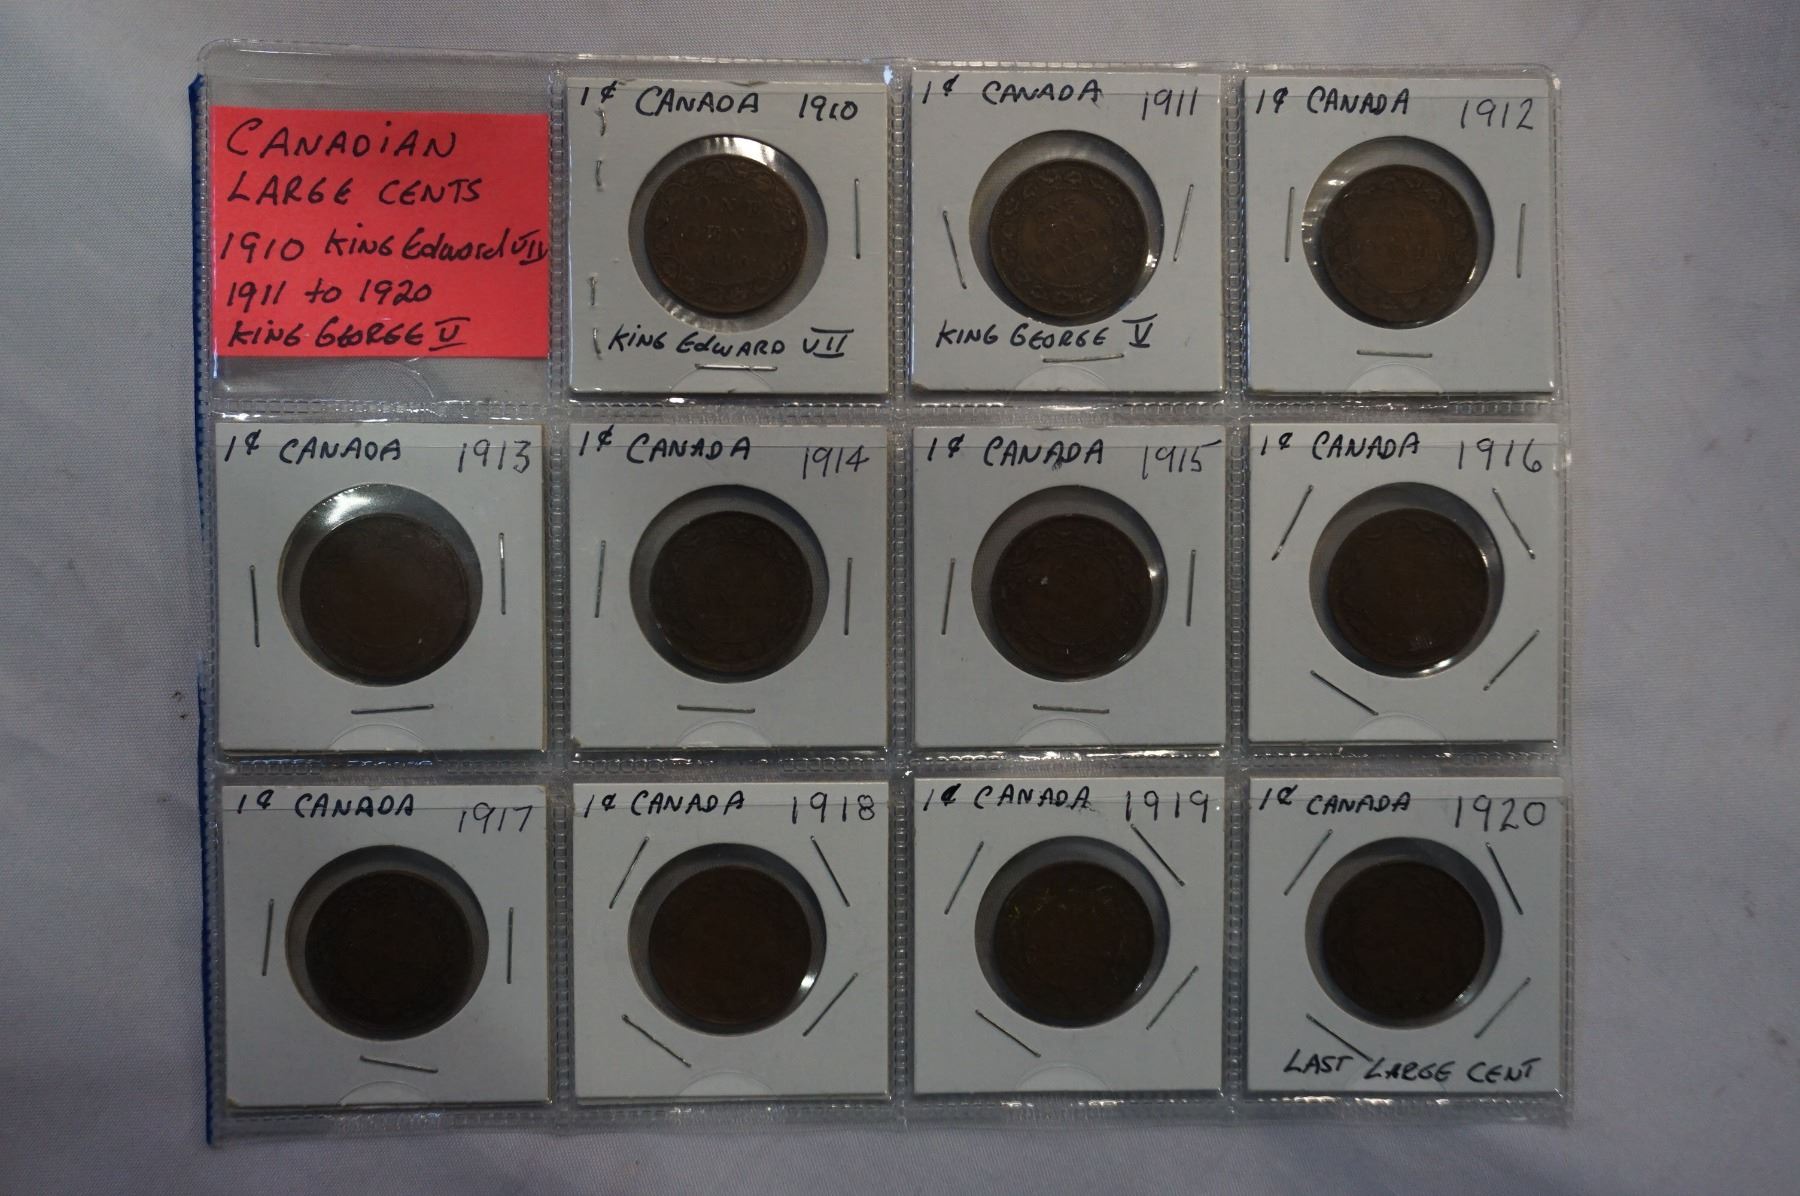 CANADIAN
LARGE CENTS
1910 KING Edward VII
1911 to 1920
KING GEORGE V
1¢ CANADA 1910
ONE
CENT
KING EDWARD VII
1¢ CANADA 1911
KING GEORGE V
1¢ CANADA 1912
1¢ CANADA 1913
1¢ CANADA 1914
1¢ CANADA 1915
1¢ CANADA 1916
1¢ CANADA 1917
1¢ CANADA 1918
1¢ CANADA 1919
1¢ CANADA 1920
LAST LARGE CENT